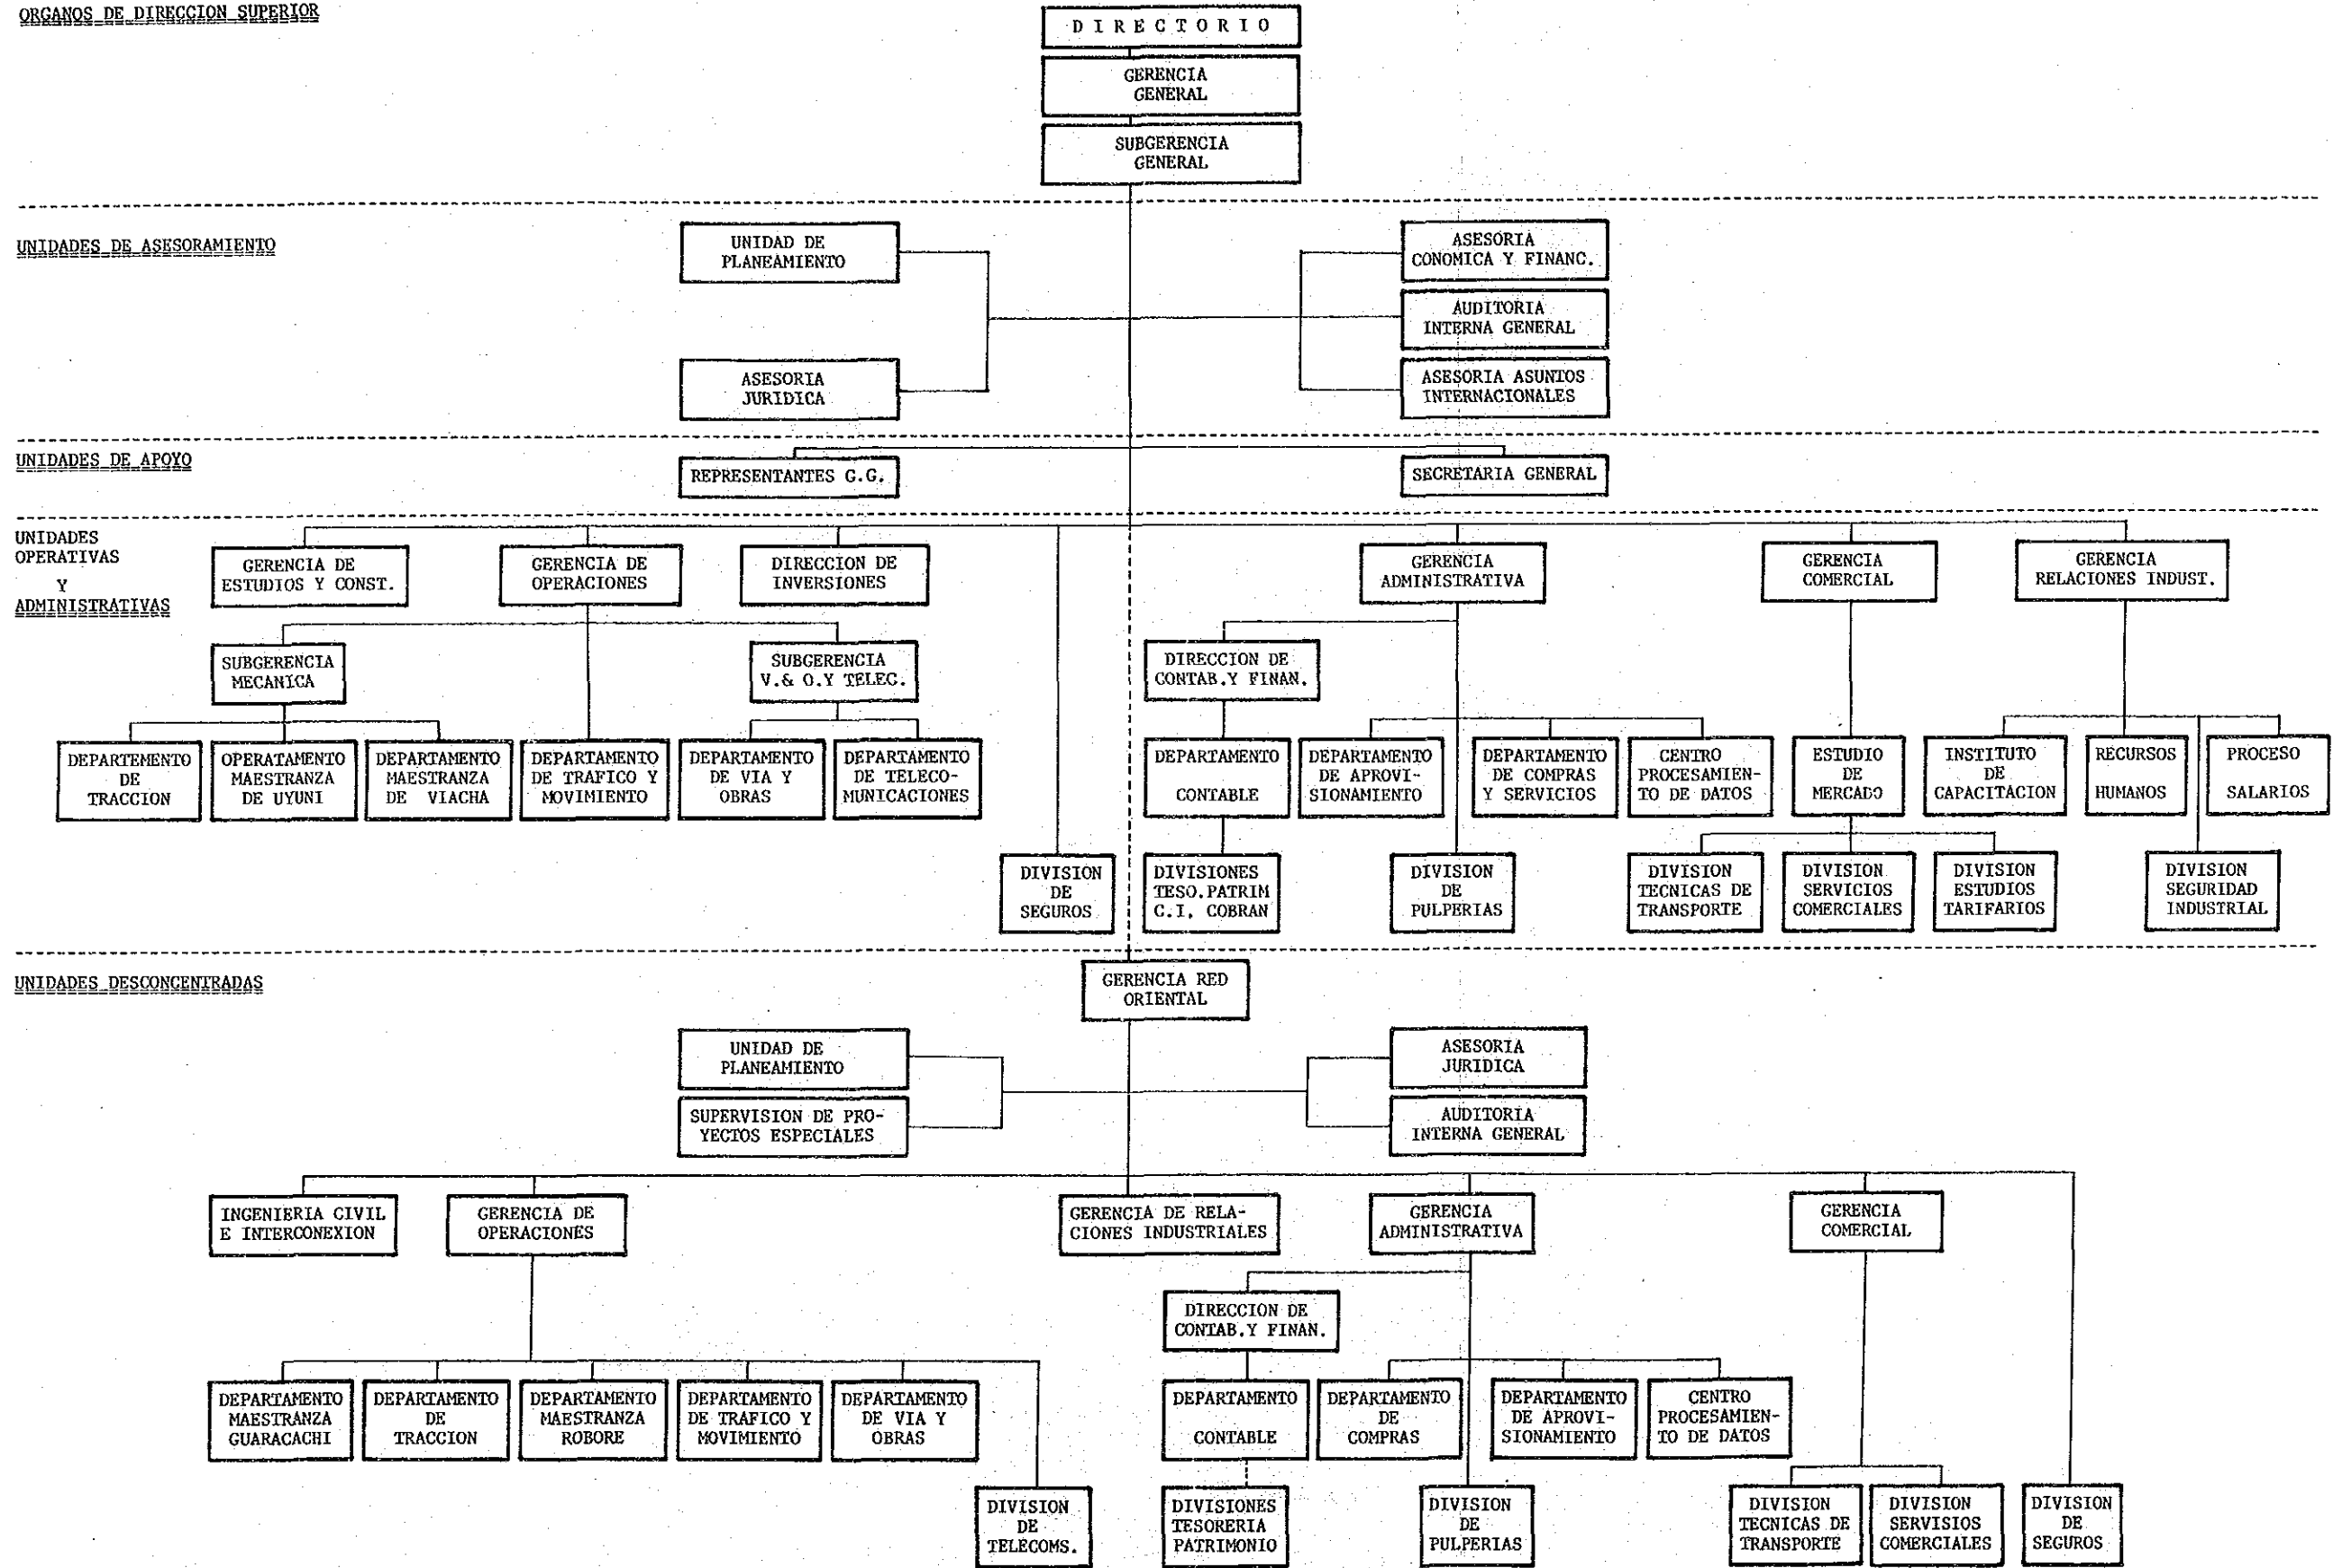 ORGANOS DE DIRECCION SUPERIOR
D I R E C T O R I O
GERENCIA
GENERAL
SUBGERENCIA
GENERAL
UNIDADES DE ASESORAMIENTO
UNIDAD DE
PLANEAMIENTO
ASESORIA
JURIDICA
ASESORIA
CONOMICA Y FINANC.
AUDITORIA
INTERNA GENERAL
ASESORIA ASUNTOS
INTERNACIONALES
UNIDADES DE APOYO
REPRESENTANTES G.G.
SECRETARIA GENERAL
UNIDADES
OPERATIVAS
Y
ADMINISTRATIVAS
GERENCIA DE
ESTUDIOS Y CONST.
GERENCIA DE
OPERACIONES
DIRECCION DE
INVERSIONES
GERENCIA
ADMINISTRATIVA
GERENCIA
COMERCIAL
GERENCIA
RELACIONES INDUST.
SUBGERENCIA
MECANICA
SUBGERENCIA
V.& O.Y TELEC.
DIRECCION DE
CONTAB.Y FINAN.
DEPARTEMENTO
DE
TRACCION
OPERATAMENTO
MAESTRANZA
DE UYUNI
DEPARTAMENTO
MAESTRANZA
DE VIACHA
DEPARTAMENTO
DE TRAFICO Y
MOVIMIENTO
DEPARTAMENTO
DE VIA Y
OBRAS
DEPARTAMENTO
DE TELECO-
MUNICACIONES
DEPARTAMENTO
CONTABLE
DEPARTAMENTO
DE APROVI-
SIONAMIENTO
DEPARTAMENTO
DE COMPRAS
Y SERVICIOS
CENTRO
PROCESAMIEN-
TO DE DATOS
ESTUDIO
DE
MERCADO
INSTITUTO
DE
CAPACITACION
RECURSOS
HUMANOS
PROCESO
SALARIOS
DIVISION
DE
SEGUROS
DIVISIONES
TESO.PATRIM
C.I. COBRAN
DIVISION
DE
PULPERIAS
DIVISION
TECNICAS DE
TRANSPORTE
DIVISION
SERVICIOS
COMERCIALES
DIVISION
ESTUDIOS
TARIFARIOS
DIVISION
SEGURIDAD
INDUSTRIAL
UNIDADES DESCONCENTRADAS
GERENCIA RED
ORIENTAL
UNIDAD DE
PLANEAMIENTO
SUPERVISION DE PRO-
YECTOS ESPECIALES
ASESORIA
JURIDICA
AUDITORIA
INTERNA GENERAL
INGENIERIA CIVIL
E INTERCONEXION
GERENCIA DE
OPERACIONES
GERENCIA DE RELA-
CIONES INDUSTRIALES
GERENCIA
ADMINISTRATIVA
GERENCIA
COMERCIAL
DIRECCION DE
CONTAB.Y FINAN.
DEPARTAMENTO
MAESTRANZA
GUARACACHI
DEPARTAMENTO
DE
TRACCION
DEPARTAMENTO
MAESTRANZA
ROBORE
DEPARTAMENTO
DE TRAFICO Y
MOVIMIENTO
DEPARTAMENTO
DE VIA Y
OBRAS
DEPARTAMENTO
CONTABLE
DEPARTAMENTO
DE
COMPRAS
DEPARTAMENTO
DE APROVI-
SIONAMIENTO
CENTRO
PROCESAMIEN-
TO DE DATOS
DIVISION
DE
TELECOMS.
DIVISIONES
TESORERIA
PATRIMONIO
DIVISION
DE
PULPERIAS
DIVISION
TECNICAS DE
TRANSPORTE
DIVISION
SERVISIOS
COMERCIALES
DIVISION
DE
SEGUROS